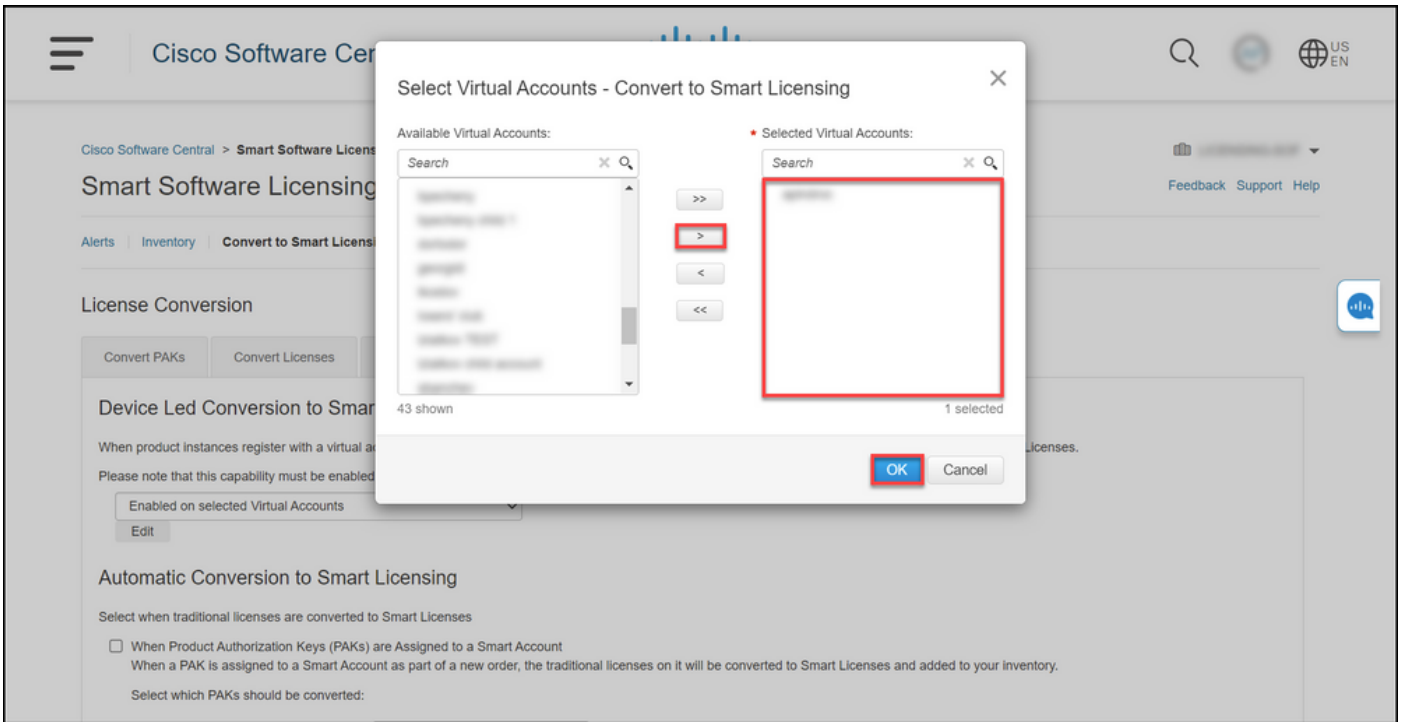 Cisco Software Cer
US
EN
Select Virtual Accounts - Convert to Smart Licensing
Available Virtual Accounts:
* Selected Virtual Accounts:
Search
Search
>>
>
<
<<
43 shown
1 selected
OK
Cancel
Cisco Software Central > Smart Software Licens
Smart Software Licensing
Feedback Support Help
Alerts Inventory Convert to Smart Licensi
License Conversion
Convert PAKs
Convert Licenses
Device Led Conversion to Smar
When product instances register with a virtual a
Licenses.
Please note that this capability must be enabled
Enabled on selected Virtual Accounts
Edit
Automatic Conversion to Smart Licensing
Select when traditional licenses are converted to Smart Licenses
When Product Authorization Keys (PAKs) are Assigned to a Smart Account
When a PAK is assigned to a Smart Account as part of a new order, the traditional licenses on it will be converted to Smart Licenses and added to your inventory.
Select which PAKs should be converted: